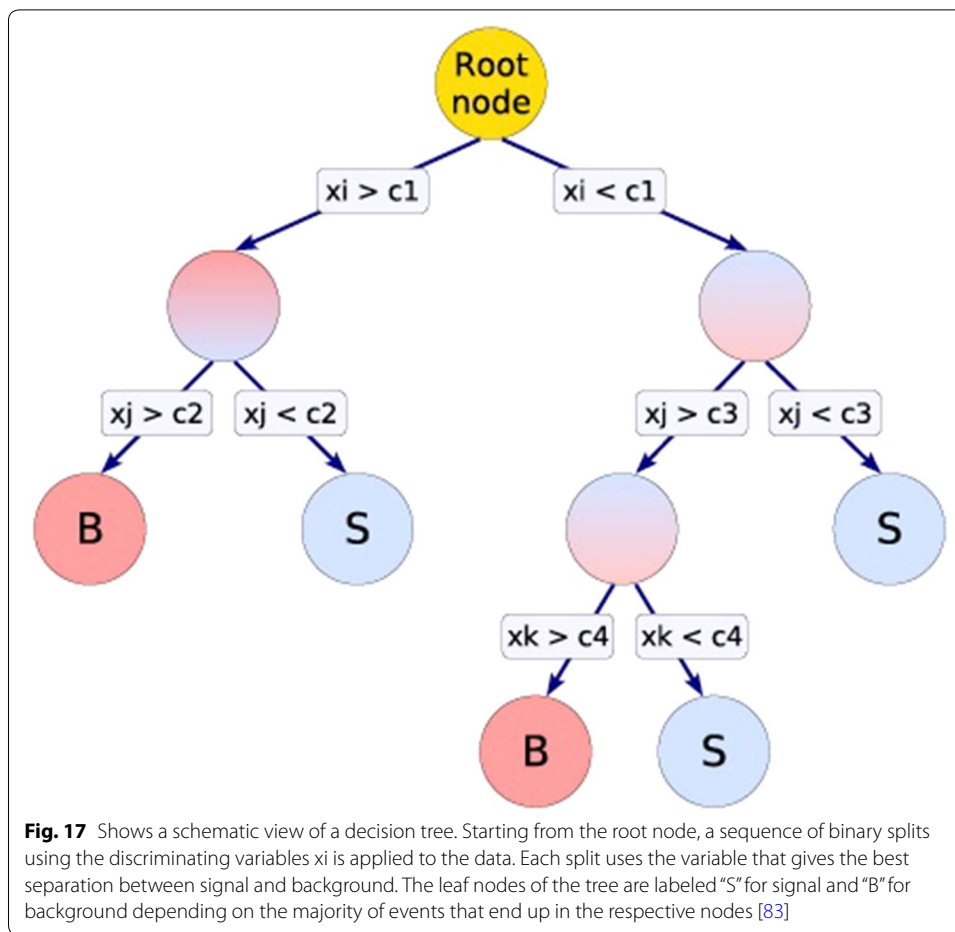 Root
node
xi > c1
xi < c1
xj > c2
xj < c2
xj > c3
xj < c3
B
S
S
xk > c4
xk < c4
B
S
Fig. 17 Shows a schematic view of a decision tree. Starting from the root node, a sequence of binary splits
using the discriminating variables xi is applied to the data. Each split uses the variable that gives the best
separation between signal and background. The leaf nodes of the tree are labeled “S” for signal and “B” for
background depending on the majority of events that end up in the respective nodes [83]